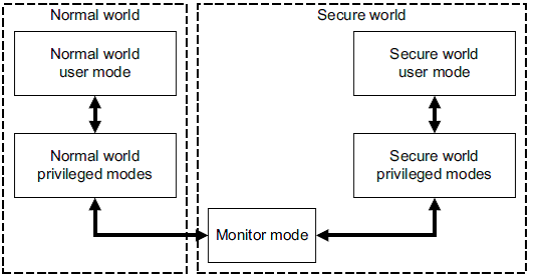 Normal world
Secure world
Normal world
user mode
Secure world
user mode
Normal world
privileged modes
Secure world
privileged modes
Monitor mode